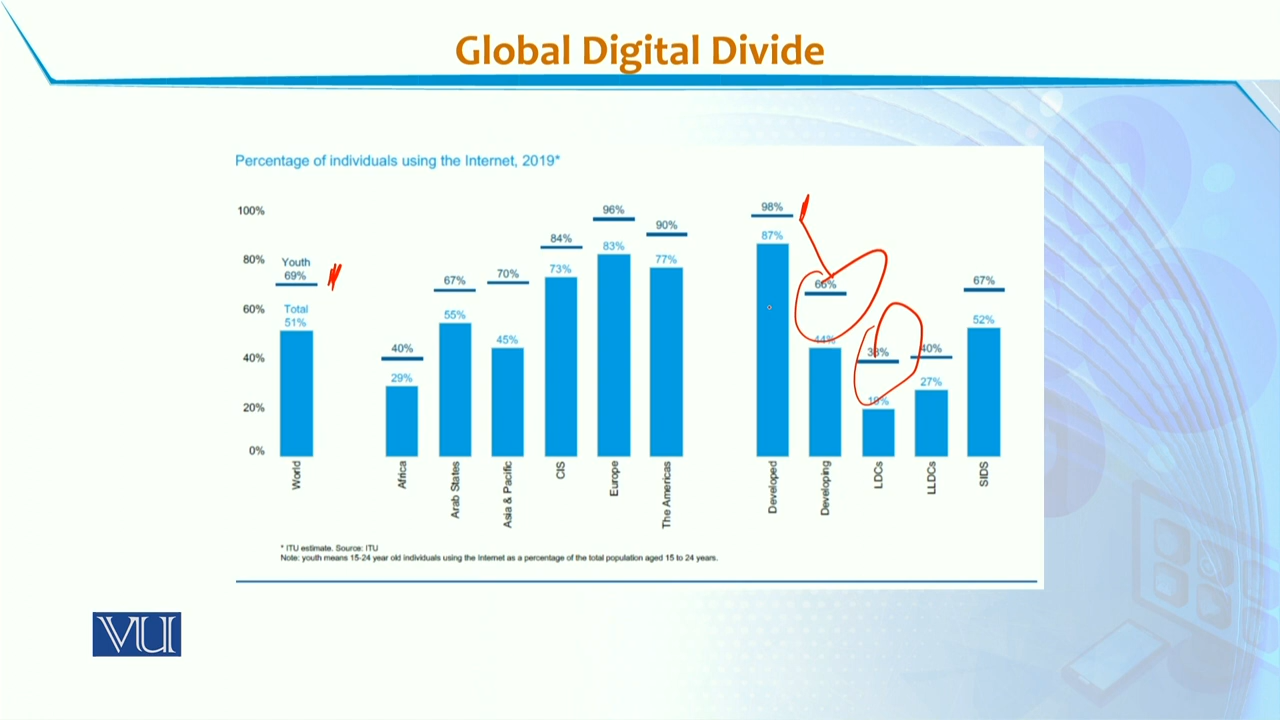 Global Digital Divide
Percentage of individuals using the Internet, 2019*
100%
80%
60%
40%
20%
0%
Youth
69%
Total
51%
40%
29%
67%
55%
70%
45%
84%
73%
96%
83%
90%
77%
98%
87%
66%
44%
38%
19%
40%
27%
67%
52%
World
Africa
Arab States
Asia & Pacific
CIS
Europe
The Americas
Developed
Developing
LDCs
LLDCs
SIDS
* ITU estimate. Source: ITU
Note: youth means 15-24 year old individuals using the Internet as a percentage of the total population aged 15 to 24 years.
VU